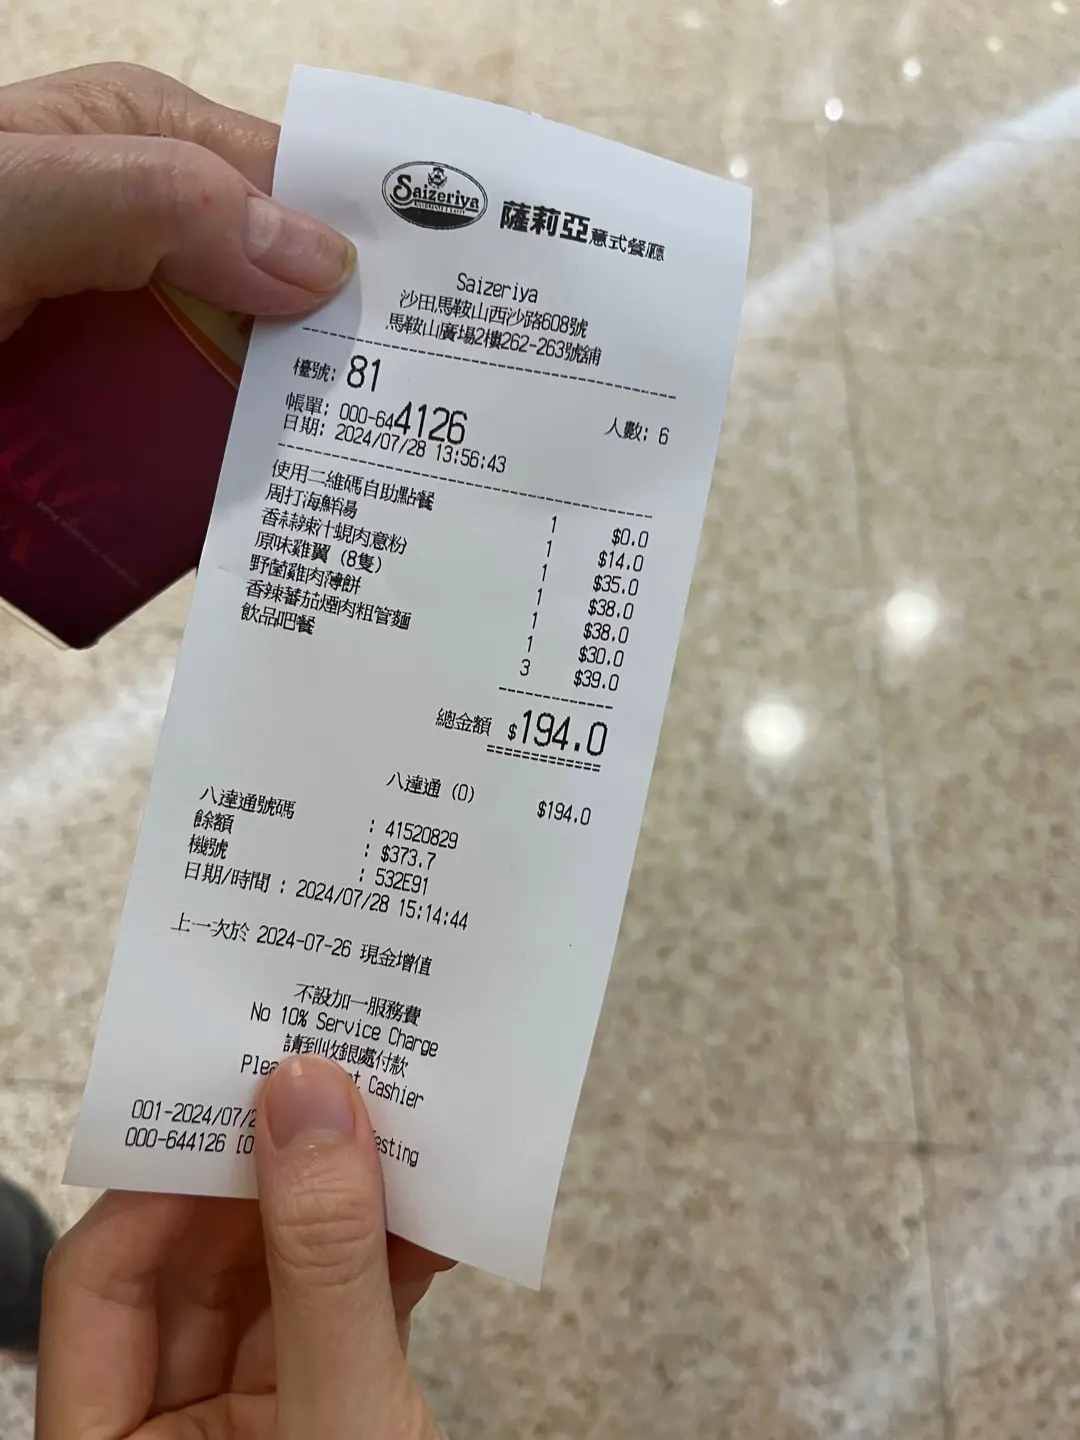 Saizeriya
薩莉亞意式餐廳
Saizeriya
沙田馬鞍山西沙路608號
馬鞍山廣場2樓262-263號舖
檯號: 81
人數: 6
帳單: 000-644126
日期: 2024/07/28 13:56:43
使用二維碼自助點餐 1 $0.0
周打海鮮湯 1 $14.0
香蒜辣汁蜆肉意粉 1 $35.0
原味雞翼 (8隻) 1 $38.0
野菌雞肉薄餅 1 $38.0
香辣蕃茄煙肉粗管麵 1 $30.0
飲品吧餐 3 $39.0
總金額 $194.0
八達通 (O) $194.0
八達通號碼 : 41520829
餘額 : $373.7
機號 : 532E91
日期/時間 : 2024/07/28 15:14:44
上一次於 2024-07-26 現金增值
不設加一服務費
No 10% Service Charge
請到收銀處付款
Cashier
001-2024/07/2
000-644126 [0 esting